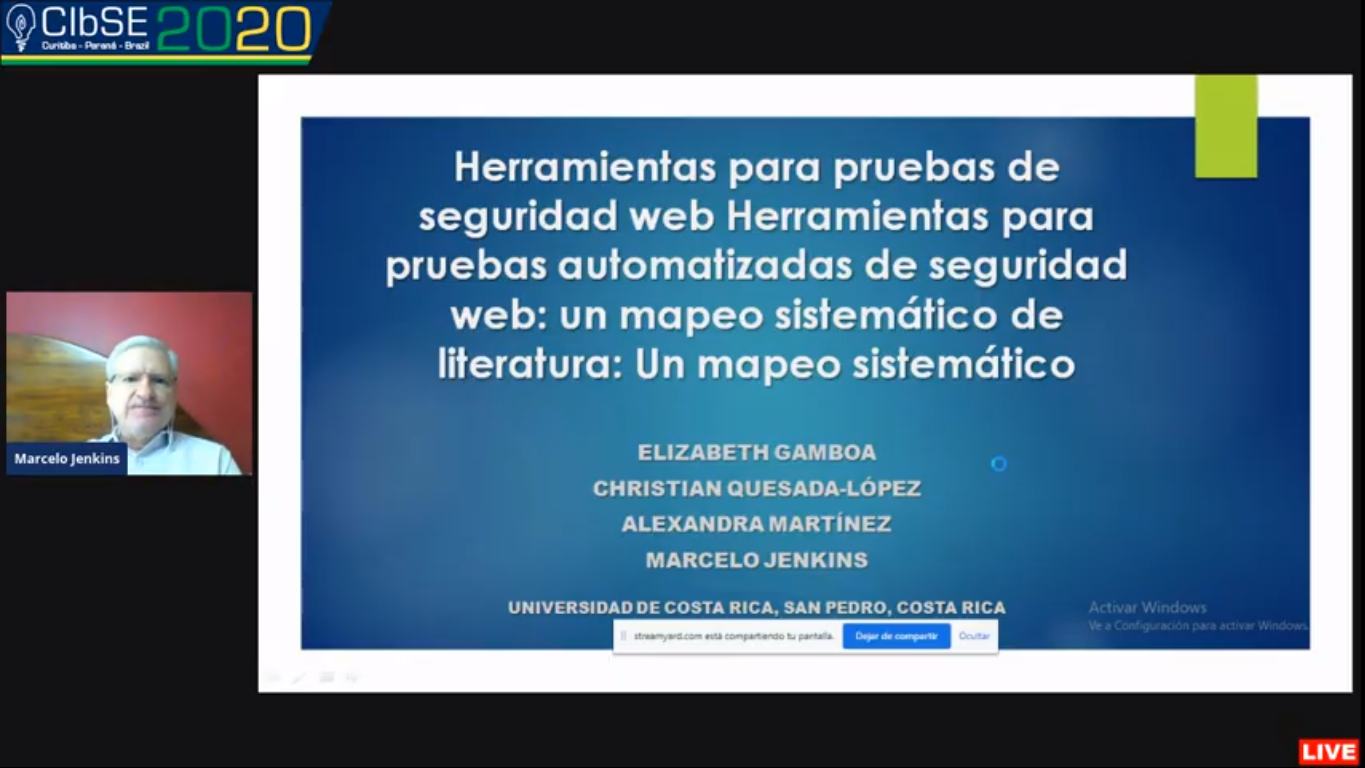 CIbSE 2020
Curitiba - Paraná - Brazil
Herramientas para pruebas de
seguridad web Herramientas para
pruebas automatizadas de seguridad
web: un mapeo sistemático de
literatura: Un mapeo sistemático
ELIZABETH GAMBOA
CHRISTIAN QUESADA-LÓPEZ
ALEXANDRA MARTÍNEZ
MARCELO JENKINS
UNIVERSIDAD DE COSTA RICA, SAN PEDRO, COSTA RICA
Marcelo Jenkins
Activar Windows
Ve a Configuración para activar Windows.
streamyard.com está compartiendo tu pantalla.
Dejar de compartir
Ocultar
LIVE